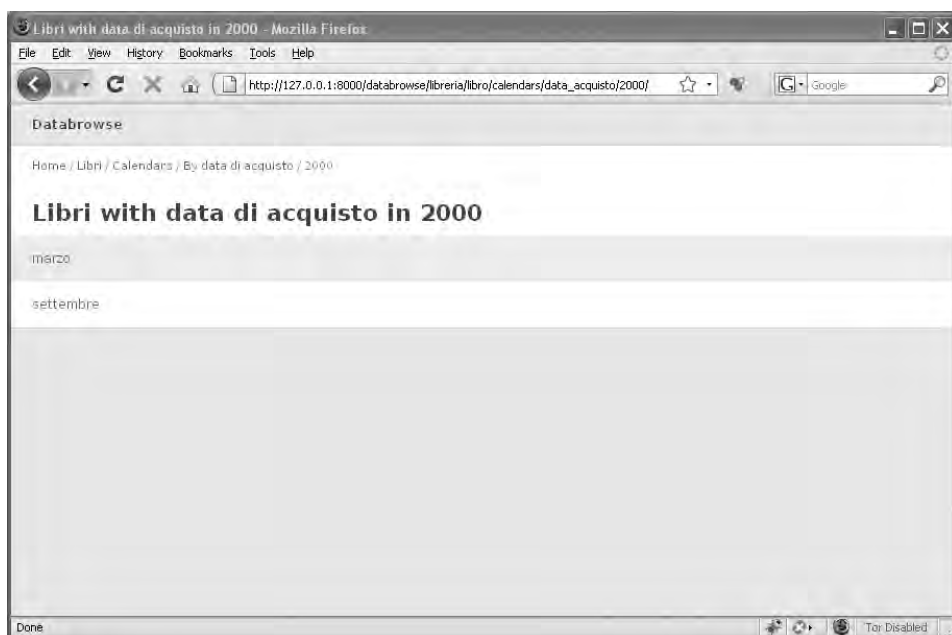 Libri with data di acquisto in 2000 - Mozilla Firefox
File Edit View History Bookmarks Tools Help
http://127.0.0.1:8000/databrowse/libreria/libro/calendars/data_acquisto/2000/
G Google
Databrowse
Home / Libri / Calendars / By data di acquisto / 2000
Libri with data di acquisto in 2000
marzo
settembre
Done
Tor Disabled